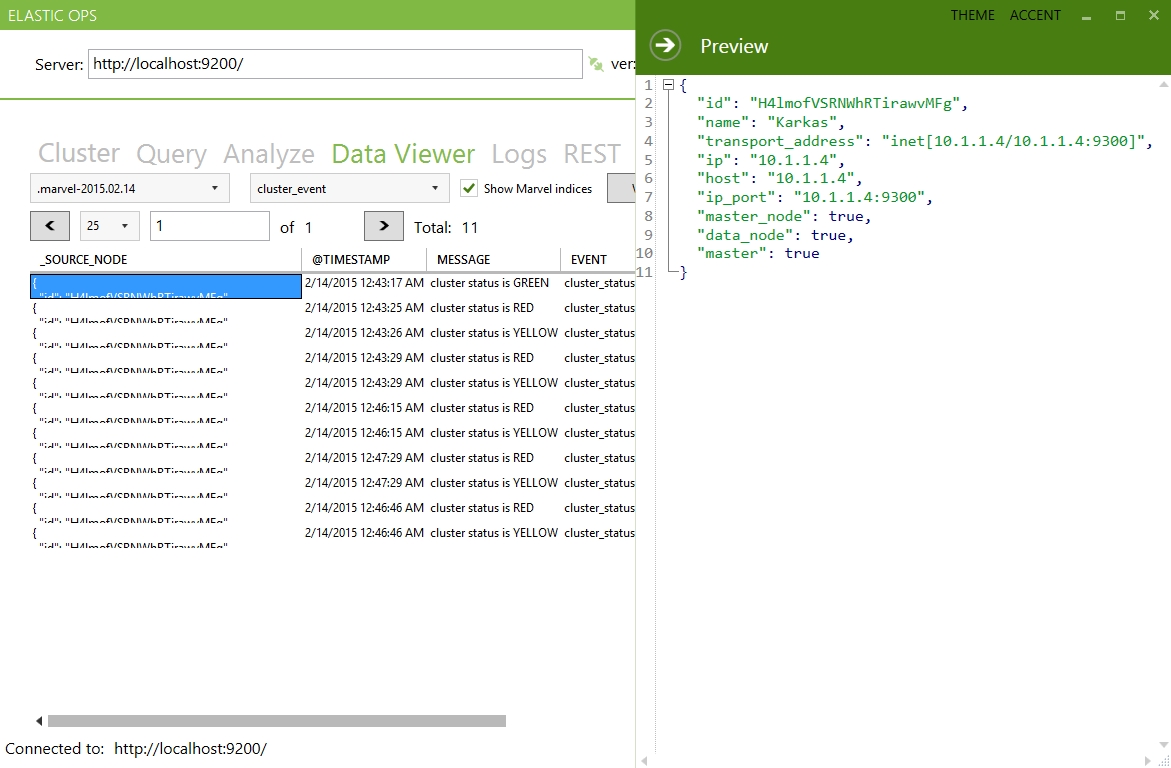 ELASTIC OPS
THEME ACCENT
Preview
Server: http://localhost:9200/
Cluster Query Analyze Data Viewer Logs REST
.marvel-2015.02.14 cluster_event Show Marvel indices
25 1 of 1 Total: 11
_SOURCE_NODE @TIMESTAMP MESSAGE EVENT
{ 2/14/2015 12:43:17 AM cluster status is GREEN cluster_status
"id": "H4lmofVSRNWhRTirawvMFg"
{ 2/14/2015 12:43:25 AM cluster status is RED cluster_status
"id": "H4lmofVSRNWhRTirawvMFg"
{ 2/14/2015 12:43:26 AM cluster status is YELLOW cluster_status
"id": "H4lmofVSRNWhRTirawvMFg"
{ 2/14/2015 12:43:29 AM cluster status is RED cluster_status
"id": "H4lmofVSRNWhRTirawvMFg"
{ 2/14/2015 12:43:29 AM cluster status is YELLOW cluster_status
"id": "H4lmofVSRNWhRTirawvMFg"
{ 2/14/2015 12:46:15 AM cluster status is RED cluster_status
"id": "H4lmofVSRNWhRTirawvMFg"
{ 2/14/2015 12:46:15 AM cluster status is YELLOW cluster_status
"id": "H4lmofVSRNWhRTirawvMFg"
{ 2/14/2015 12:47:29 AM cluster status is RED cluster_status
"id": "H4lmofVSRNWhRTirawvMFg"
{ 2/14/2015 12:47:29 AM cluster status is YELLOW cluster_status
"id": "H4lmofVSRNWhRTirawvMFg"
{ 2/14/2015 12:46:46 AM cluster status is RED cluster_status
"id": "H4lmofVSRNWhRTirawvMFg"
{ 2/14/2015 12:46:46 AM cluster status is YELLOW cluster_status
"id": "H4lmofVSRNWhRTirawvMFg"
Connected to: http://localhost:9200/
1 {
2 "id": "H4lmofVSRNWhRTirawvMFg",
3 "name": "Karkas",
4 "transport_address": "inet[10.1.1.4/10.1.1.4:9300]",
5 "ip": "10.1.1.4",
6 "host": "10.1.1.4",
7 "ip_port": "10.1.1.4:9300",
8 "master_node": true,
9 "data_node": true,
10 "master": true
11 }